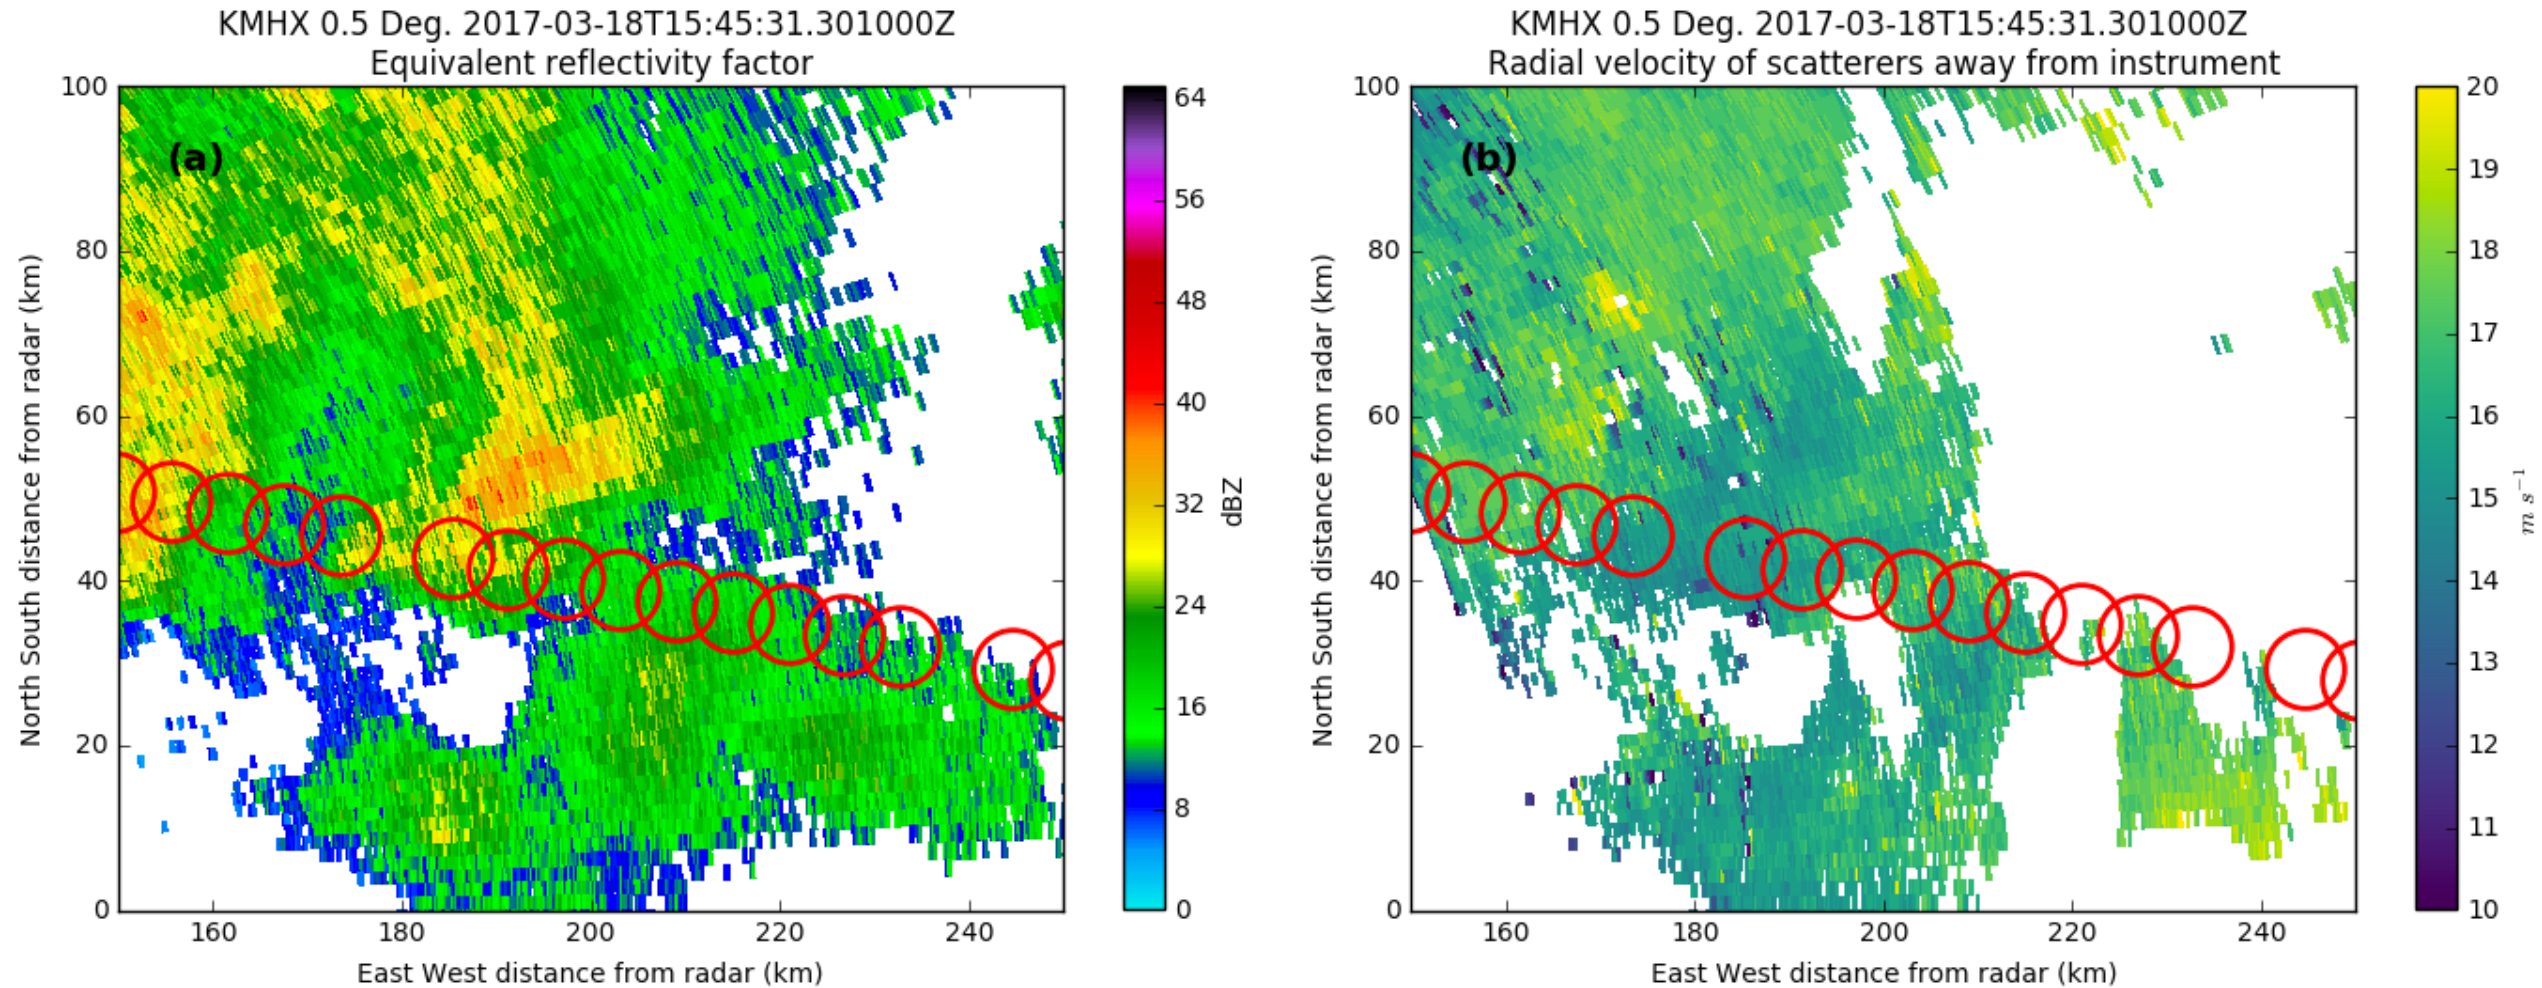 KMHX 0.5 Deg. 2017-03-18T15:45:31.301000Z
Equivalent reflectivity factor
100
80
60
40
20
0
North South distance from radar (km)
(a)
160 180 200 220 240
East West distance from radar (km)
64
56
48
40
32
24
16
8
0
dBZ
KMHX 0.5 Deg. 2017-03-18T15:45:31.301000Z
Radial velocity of scatterers away from instrument
100
80
60
40
20
0
North South distance from radar (km)
(b)
160 180 200 220 240
East West distance from radar (km)
20
19
18
17
16
15
14
13
12
11
10
m s⁻¹